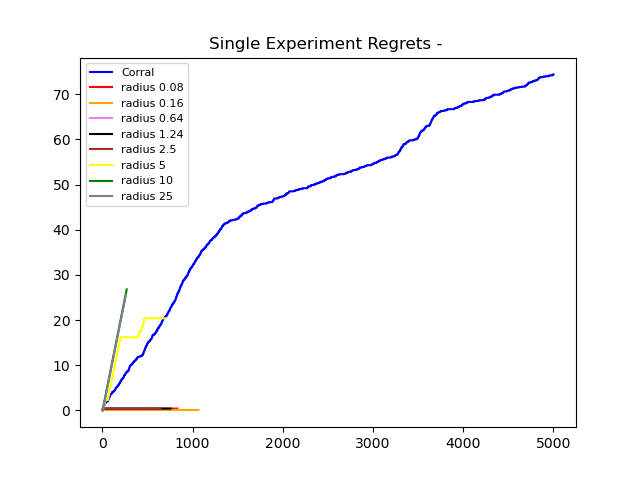 Single Experiment Regrets -
Corral
radius 0.08
radius 0.16
radius 0.64
radius 1.24
radius 2.5
radius 5
radius 10
radius 25
70
60
50
40
30
20
10
0
0 1000 2000 3000 4000 5000